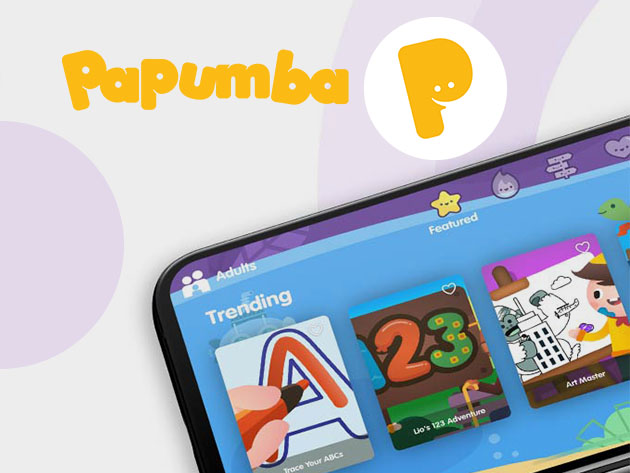 Papumba
P
Featured
Adults
Trending
A
123
Trace Your ABCs
Lio's 123 Adventure
Art Master